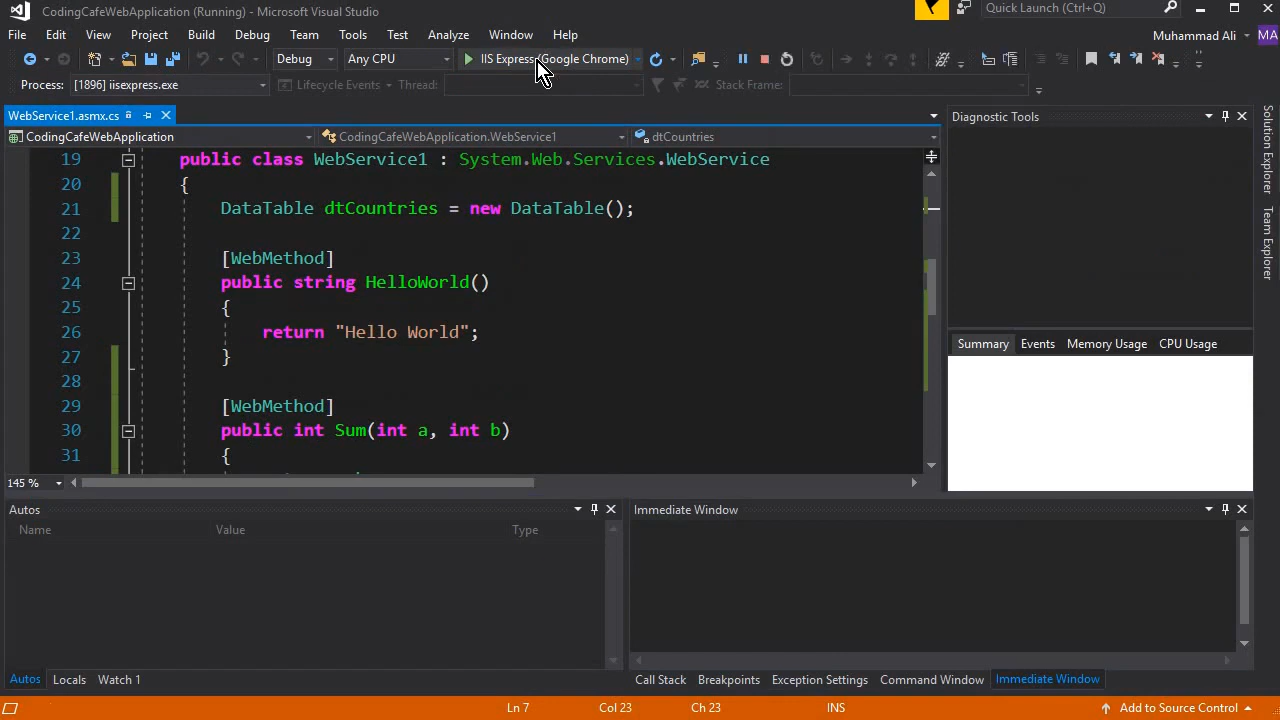 CodingCafeWebApplication (Running) - Microsoft Visual Studio
Quick Launch (Ctrl+Q)
File Edit View Project Build Debug Team Tools Test Analyze Window Help
Muhammad Ali MA
Debug Any CPU IIS Express (Google Chrome)
Process: [1896] iisexpress.exe Lifecycle Events Thread: Stack Frame:
WebService1.asmx.cs
CodingCafeWebApplication CodingCafeWebApplication.WebService1 dtCountries
19 public class WebService1 : System.Web.Services.WebService
20 {
21 DataTable dtCountries = new DataTable();
22
23 [WebMethod]
24 public string HelloWorld()
25 {
26 return "Hello World";
27 }
28
29 [WebMethod]
30 public int Sum(int a, int b)
31 {
145 %
Diagnostic Tools
Summary Events Memory Usage CPU Usage
Solution Explorer
Team Explorer
Autos
Name Value Type
Immediate Window
Autos Locals Watch 1
Call Stack Breakpoints Exception Settings Command Window Immediate Window
Ln 7 Col 23 Ch 23 INS Add to Source Control